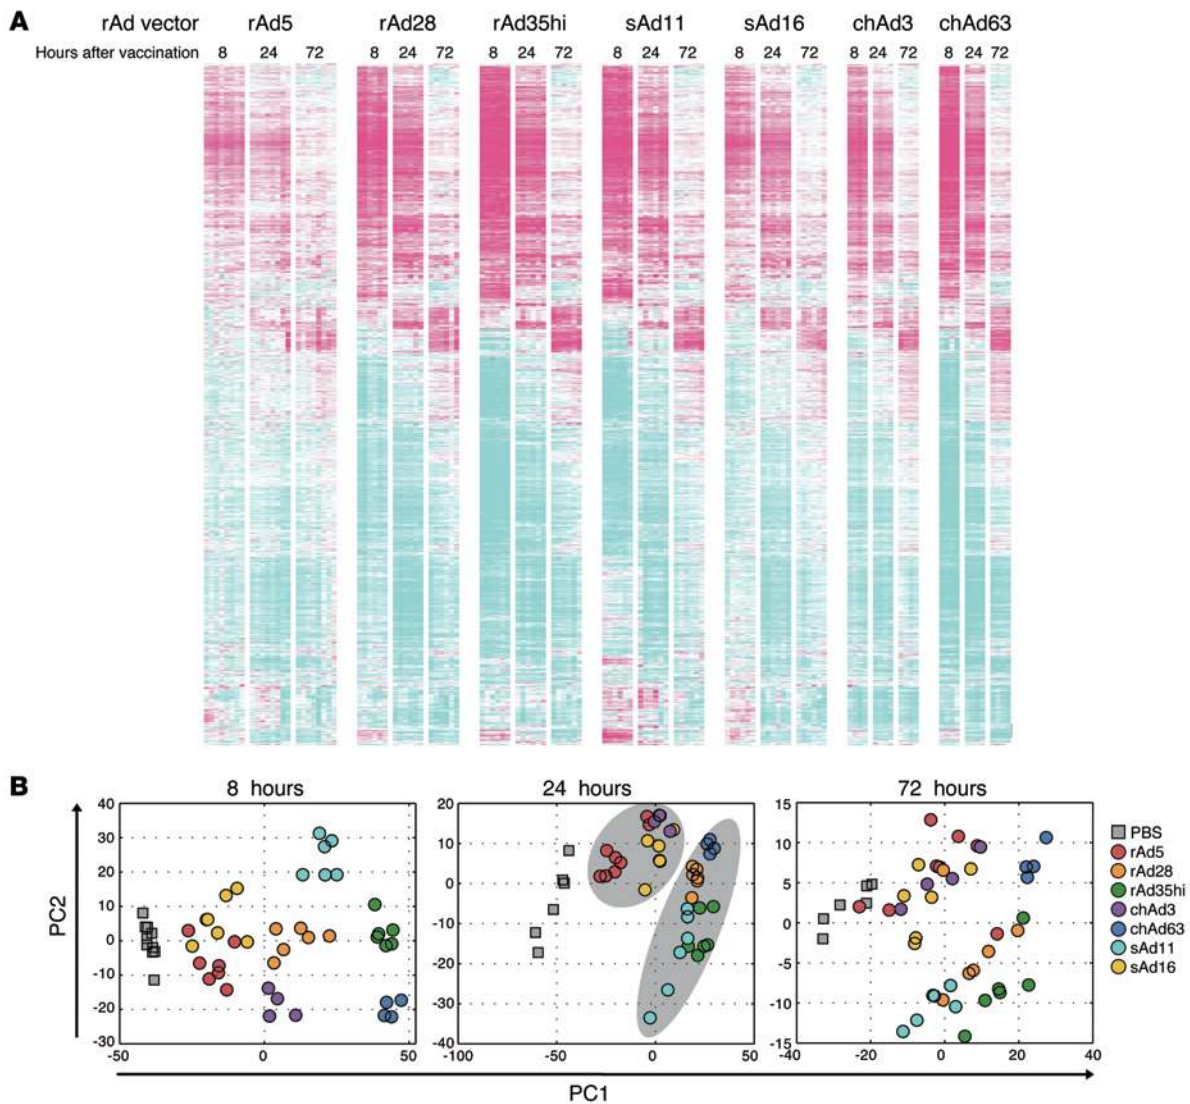 A
rAd vector rAd5 rAd28 rAd35hi sAd11 sAd16 chAd3 chAd63
Hours after vaccination 8 24 72 8 24 72 8 24 72 8 24 72 8 24 72 8 24 72 8 24 72
B
8 hours 24 hours 72 hours
PC2
40 30 20 10 0 -10 -20 -30
-50 0 50
20 10 0 -10 -20 -30 -40
-100 -50 0 50
15 10 5 0 -5 -10 -15
-40 -20 0 20 40
PBS
rAd5
rAd28
rAd35hi
chAd3
chAd63
sAd11
sAd16
PC1